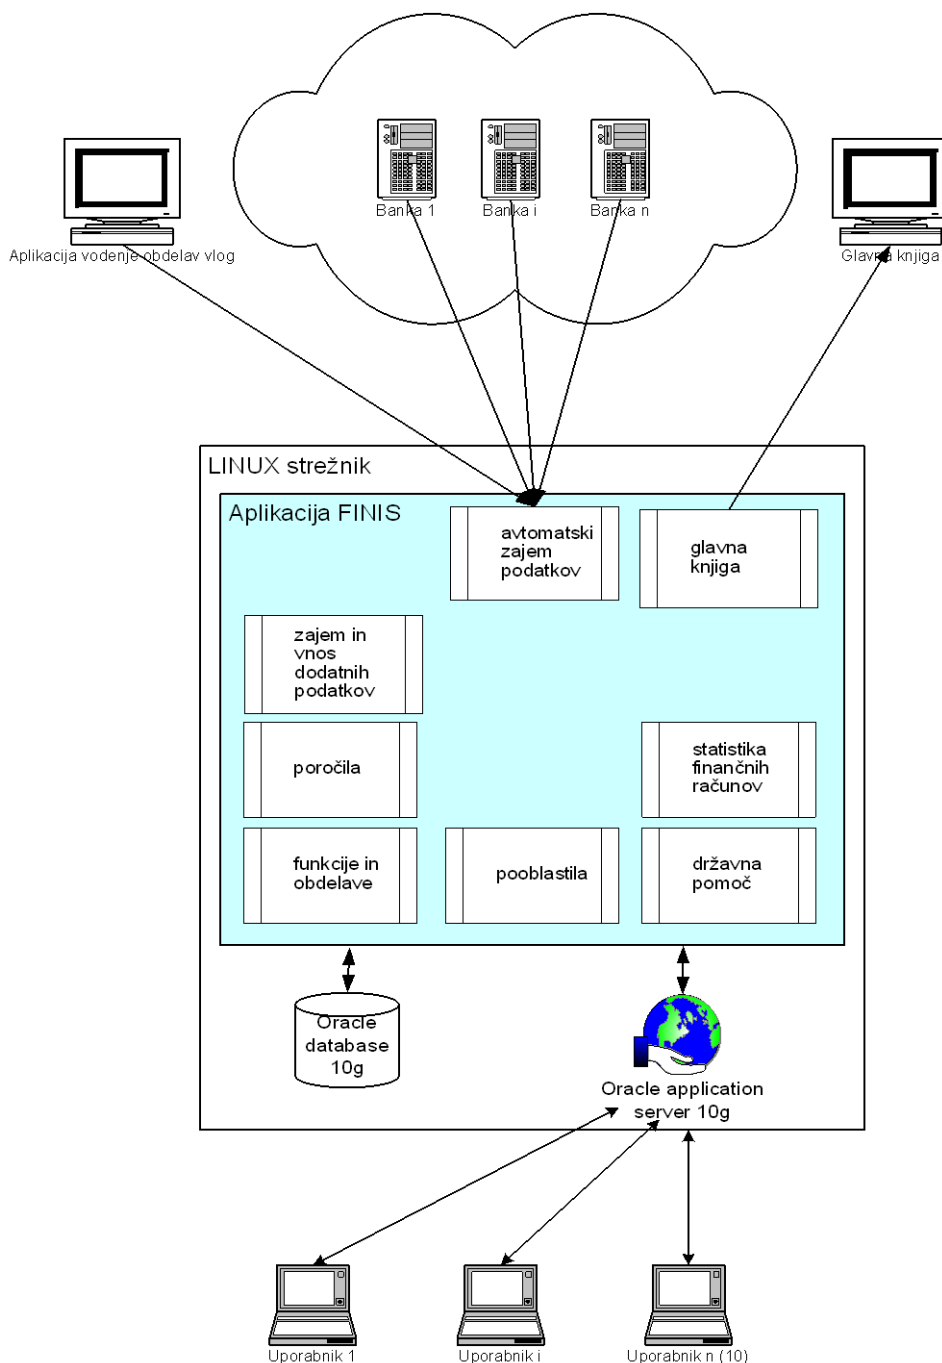 Banka 1
Banka i
Banka n
Aplikacija vodenje obdelav vlog
Glavna knjiga
LINUX strežnik
Aplikacija FINIS
avtomatski
zajem
podatkov
glavna
knjiga
zajem in
vnos
dodatnih
podatkov
poročila
statistika
finančnih
računov
funkcije in
obdelave
pooblastila
državna
pomoč
Oracle
database
10g
Oracle application
server 10g
Uporabnik 1
Uporabnik i
Uporabnik n (10)